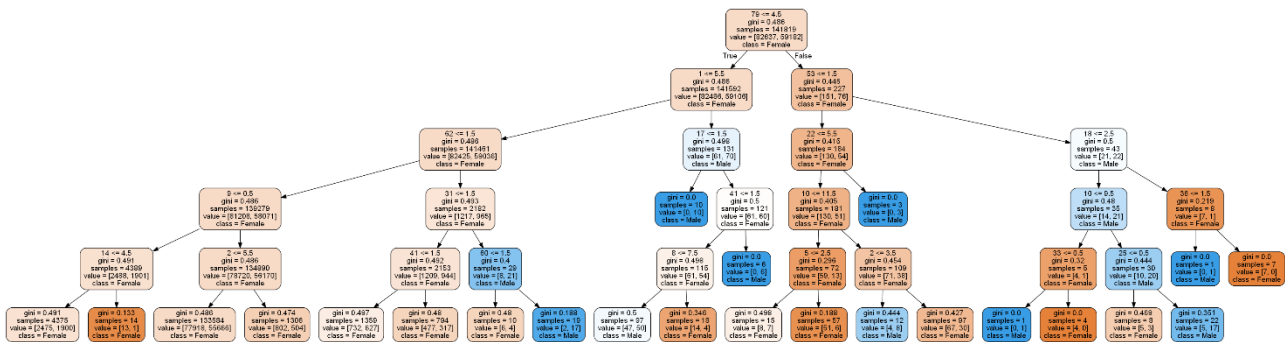 79 <= 4.5
gini = 0.486
samples = 141819
value = [82637, 59182]
class = Female
True
False
1 <= 5.5
gini = 0.486
samples = 141592
value = [82486, 59106]
class = Female
53 <= 1.5
gini = 0.445
samples = 227
value = [151, 76]
class = Female
62 <= 1.5
gini = 0.486
samples = 141461
value = [82425, 59036]
class = Female
17 <= 1.5
gini = 0.498
samples = 131
value = [61, 70]
class = Male
22 <= 5.5
gini = 0.415
samples = 184
value = [130, 54]
class = Female
18 <= 2.5
gini = 0.5
samples = 43
value = [21, 22]
class = Male
9 <= 0.5
gini = 0.486
samples = 139279
value = [81208, 58071]
class = Female
31 <= 1.5
gini = 0.493
samples = 2182
value = [1217, 965]
class = Female
gini = 0.0
samples = 10
value = [0, 10]
class = Male
41 <= 1.5
gini = 0.5
samples = 121
value = [61, 60]
class = Female
10 <= 11.5
gini = 0.405
samples = 181
value = [130, 51]
class = Female
gini = 0.0
samples = 3
value = [0, 3]
class = Male
10 <= 9.5
gini = 0.48
samples = 35
value = [14, 21]
class = Male
36 <= 1.5
gini = 0.219
samples = 8
value = [7, 1]
class = Female
14 <= 4.5
gini = 0.491
samples = 4389
value = [2488, 1901]
class = Female
2 <= 5.5
gini = 0.486
samples = 134890
value = [78720, 56170]
class = Female
41 <= 1.5
gini = 0.492
samples = 2153
value = [1209, 944]
class = Female
60 <= 1.5
gini = 0.4
samples = 29
value = [8, 21]
class = Male
8 <= 7.5
gini = 0.498
samples = 115
value = [61, 54]
class = Female
gini = 0.0
samples = 6
value = [0, 6]
class = Male
5 <= 2.5
gini = 0.296
samples = 72
value = [59, 13]
class = Female
2 <= 3.5
gini = 0.454
samples = 109
value = [71, 38]
class = Female
33 <= 0.5
gini = 0.32
samples = 5
value = [4, 1]
class = Female
25 <= 0.5
gini = 0.444
samples = 30
value = [10, 20]
class = Male
gini = 0.0
samples = 1
value = [0, 1]
class = Male
gini = 0.0
samples = 7
value = [7, 0]
class = Female
gini = 0.491
samples = 4375
value = [2475, 1900]
class = Female
gini = 0.133
samples = 14
value = [13, 1]
class = Female
gini = 0.486
samples = 133584
value = [77918, 55666]
class = Female
gini = 0.474
samples = 1306
value = [802, 504]
class = Female
gini = 0.497
samples = 1359
value = [732, 627]
class = Female
gini = 0.48
samples = 794
value = [477, 317]
class = Female
gini = 0.48
samples = 10
value = [6, 4]
class = Female
gini = 0.188
samples = 19
value = [2, 17]
class = Male
gini = 0.5
samples = 97
value = [47, 50]
class = Male
gini = 0.346
samples = 18
value = [14, 4]
class = Female
gini = 0.498
samples = 15
value = [8, 7]
class = Female
gini = 0.188
samples = 57
value = [51, 6]
class = Female
gini = 0.444
samples = 12
value = [4, 8]
class = Male
gini = 0.427
samples = 97
value = [67, 30]
class = Female
gini = 0.0
samples = 1
value = [0, 1]
class = Male
gini = 0.0
samples = 4
value = [4, 0]
class = Female
gini = 0.469
samples = 8
value = [5, 3]
class = Female
gini = 0.351
samples = 22
value = [5, 17]
class = Male